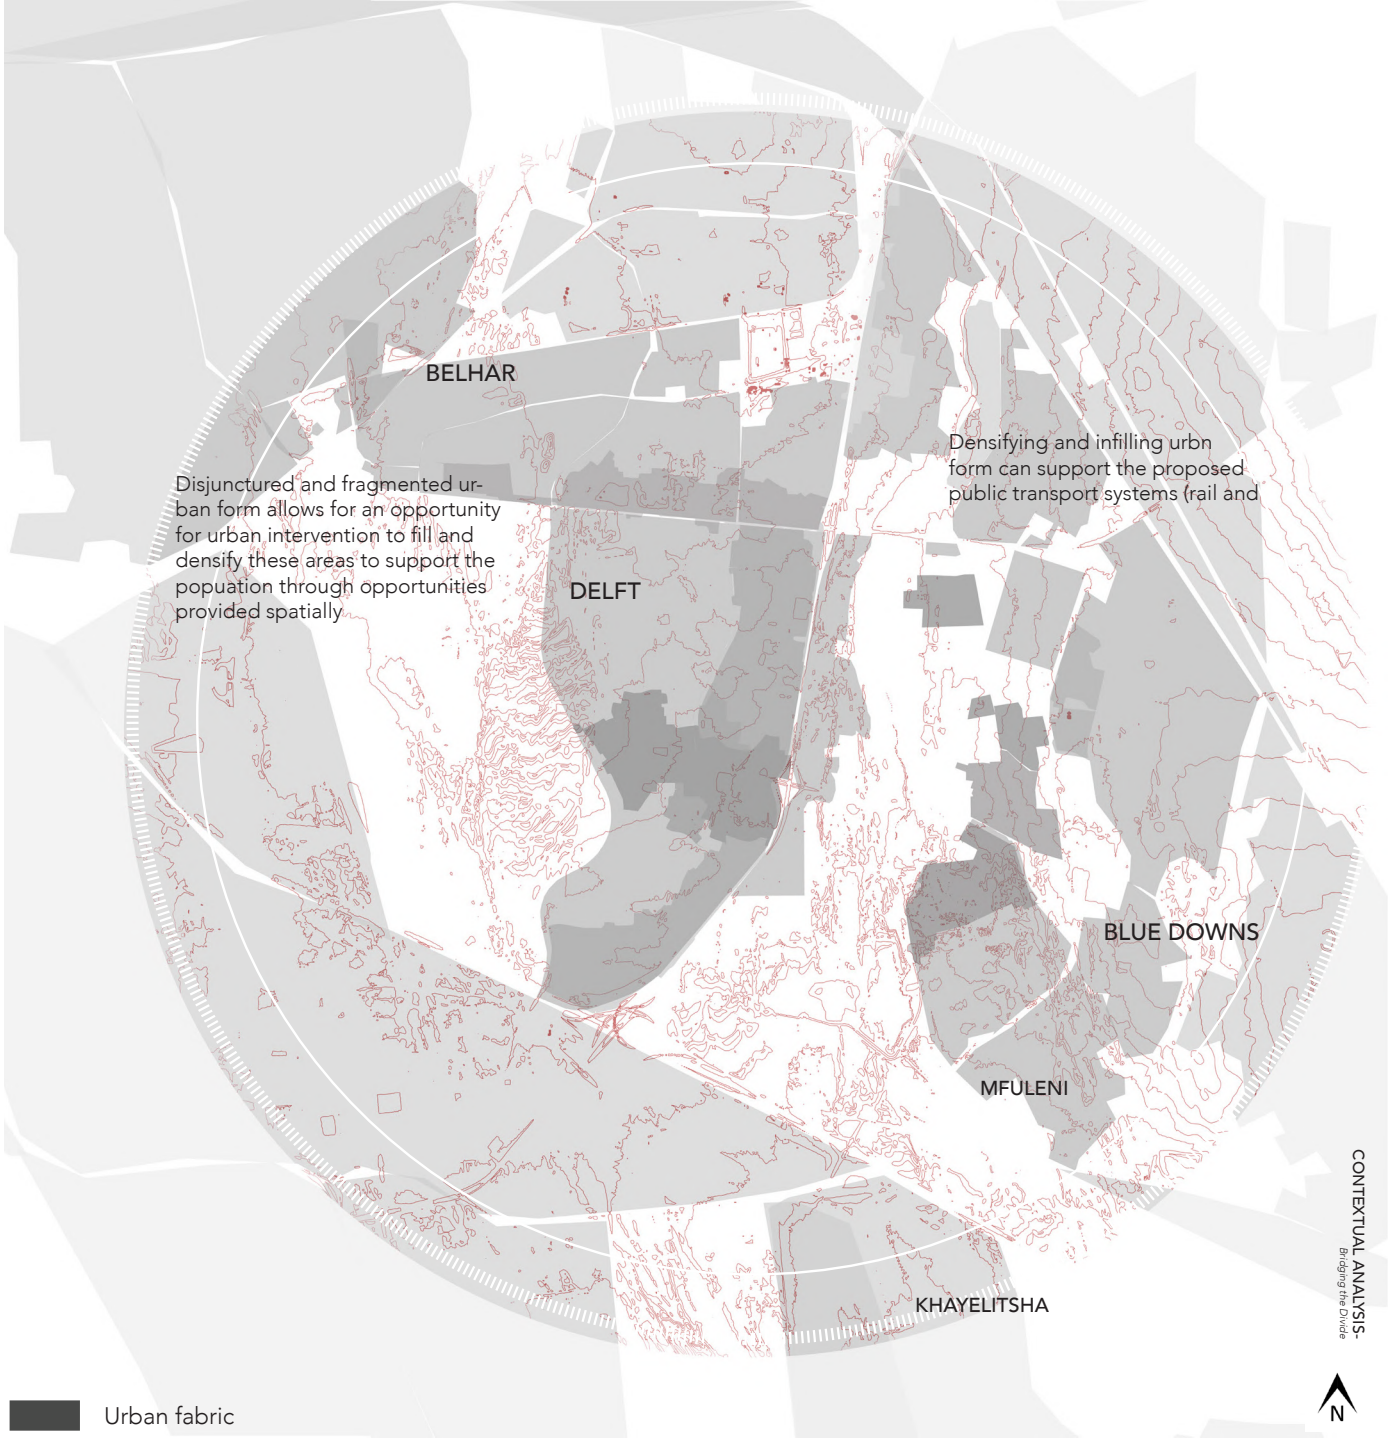 BELHAR
Densifying and infilling urbn
form can support the proposed
public transport systems (rail and
Disjunctured and fragmented ur-
ban form allows for an opportunity
for urban intervention to fill and
densify these areas to support the
popuation through opportunities
provided spatially
DELFT
BLUE DOWNS
MFULENI
KHAYELITSHA
CONTEXTUAL ANALYSIS-
Bridging the Divide
N
Urban fabric